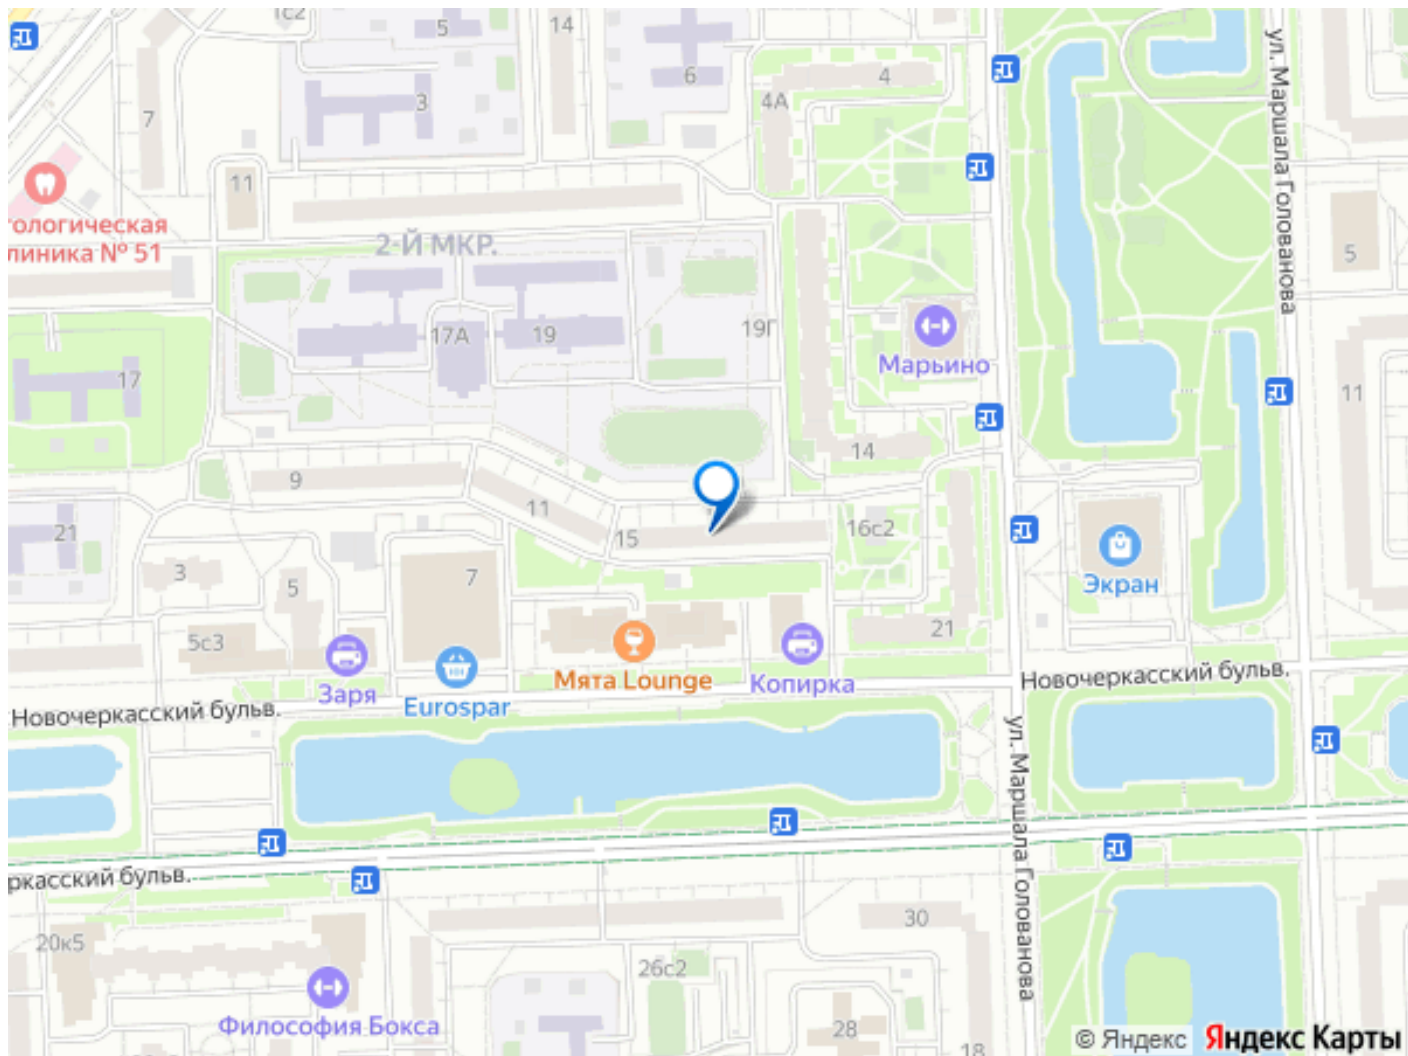 1с2
5
14
7
3
6
4А
4
11
тологическая
линика № 51
2-Й МКР.
17А
19
19Г
17
Марьино
ул. Маршала Голованова
5
11
14
9
11
15
16с2
21
3
5
7
5с3
Экран
21
Заря
Eurospar
Мята Lounge
Копирка
Новочеркасский бульв.
Новочеркасский бульв.
ул. Маршала Голованова
ркасский бульв.
20к5
30
26с2
28
18
Философия Бокса
© Яндекс Яндекс Карты